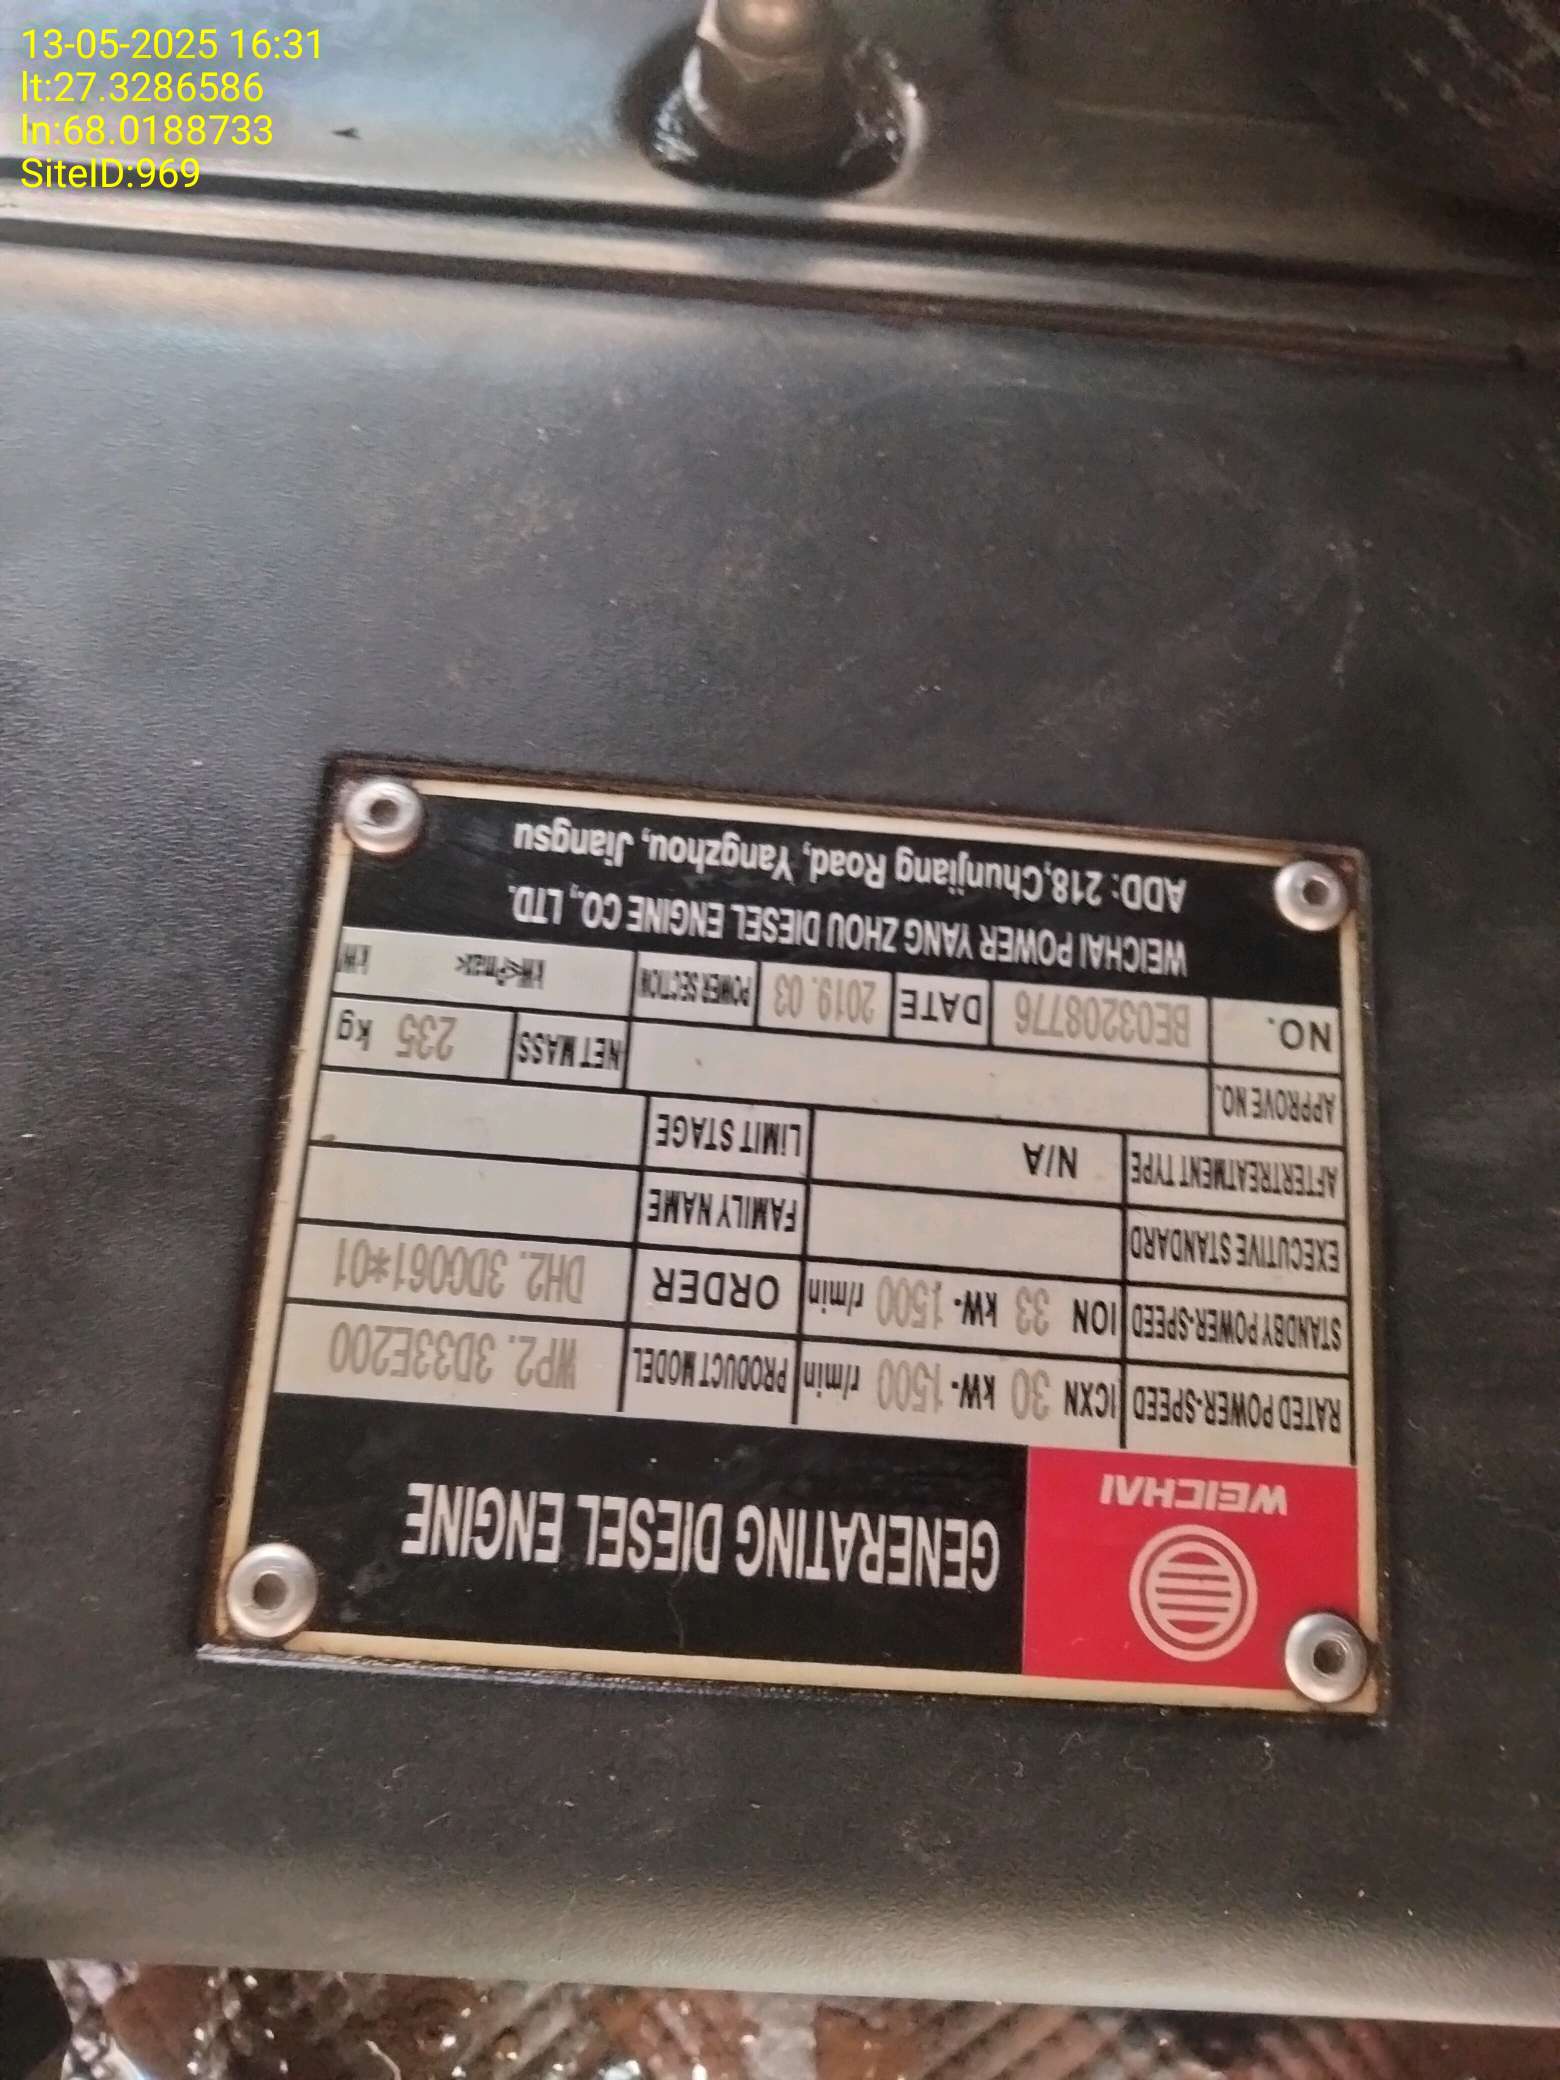 13-05-2025 16:31
lt:27.3286586
ln:68.0188733
SiteID:969
WEICHAI
GENERATING DIESEL ENGINE
RATED POWER-SPEED ICXN 30 kW- 1500 r/min PRODUCT MODEL WP2.3D33E200
STANDBY POWER-SPEED ION 33 kW- 1500 r/min ORDER DH2.3D0061*01
EXECUTIVE STANDARD FAMILY NAME
AFTERTREATMENT TYPE N/A LIMIT STAGE
APPROVE NO. NET MASS 235 kg
NO. BE03208776 DATE 2019.03 POWER SECTION kW<Pmax< kW
WEICHAI POWER YANG ZHOU DIESEL ENGINE CO., LTD.
ADD: 218,Chunjiang Road, Yangzhou, Jiangsu